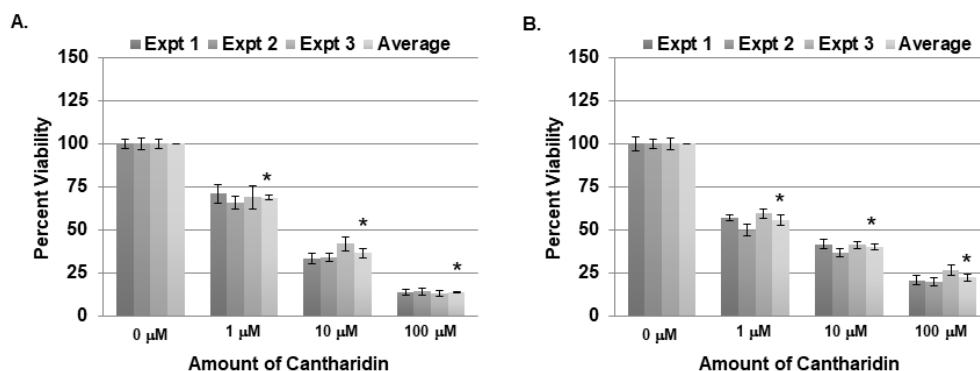 A.
Expt 1 Expt 2 Expt 3 Average
150
125
100
75
50
25
0
Percent Viability
* * *
0 µM 1 µM 10 µM 100 µM
Amount of Cantharidin
B.
Expt 1 Expt 2 Expt 3 Average
150
125
100
75
50
25
0
Percent Viability
* * *
0 µM 1 µM 10 µM 100 µM
Amount of Cantharidin